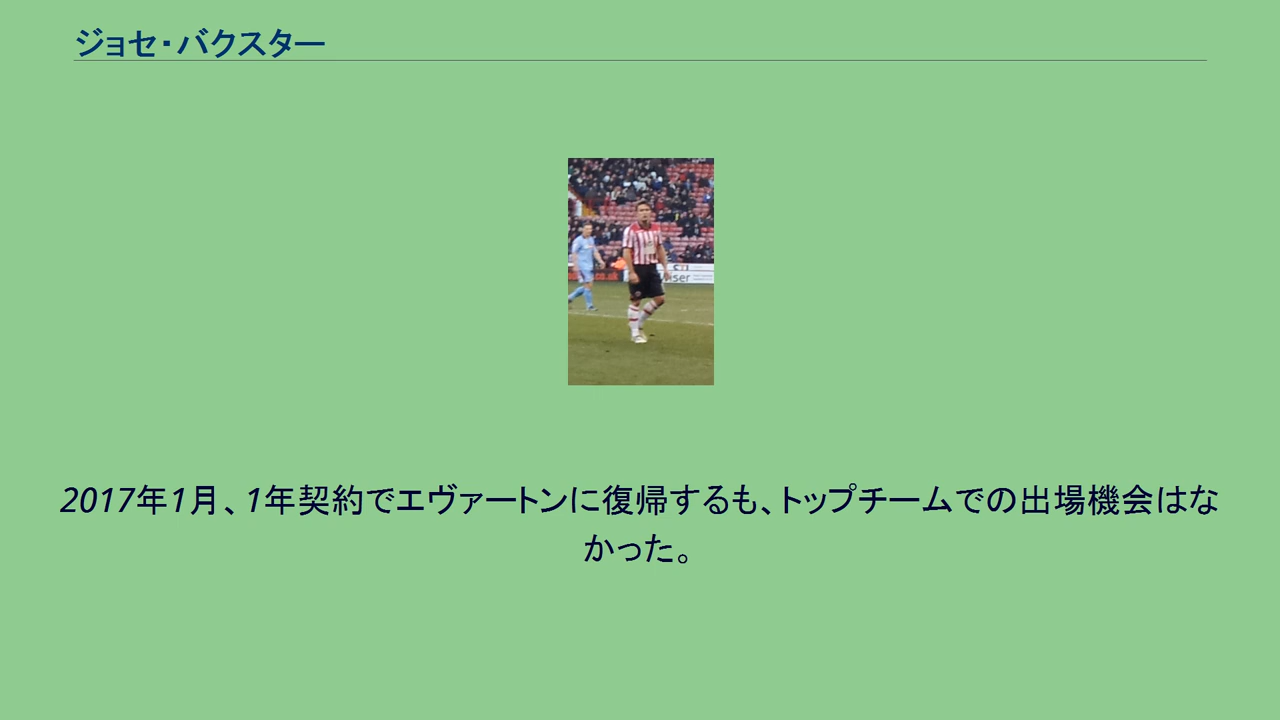 ジョセ・バクスター
2017年1月、1年契約でエヴァートンに復帰するも、トップチームでの出場機会はな
かった。